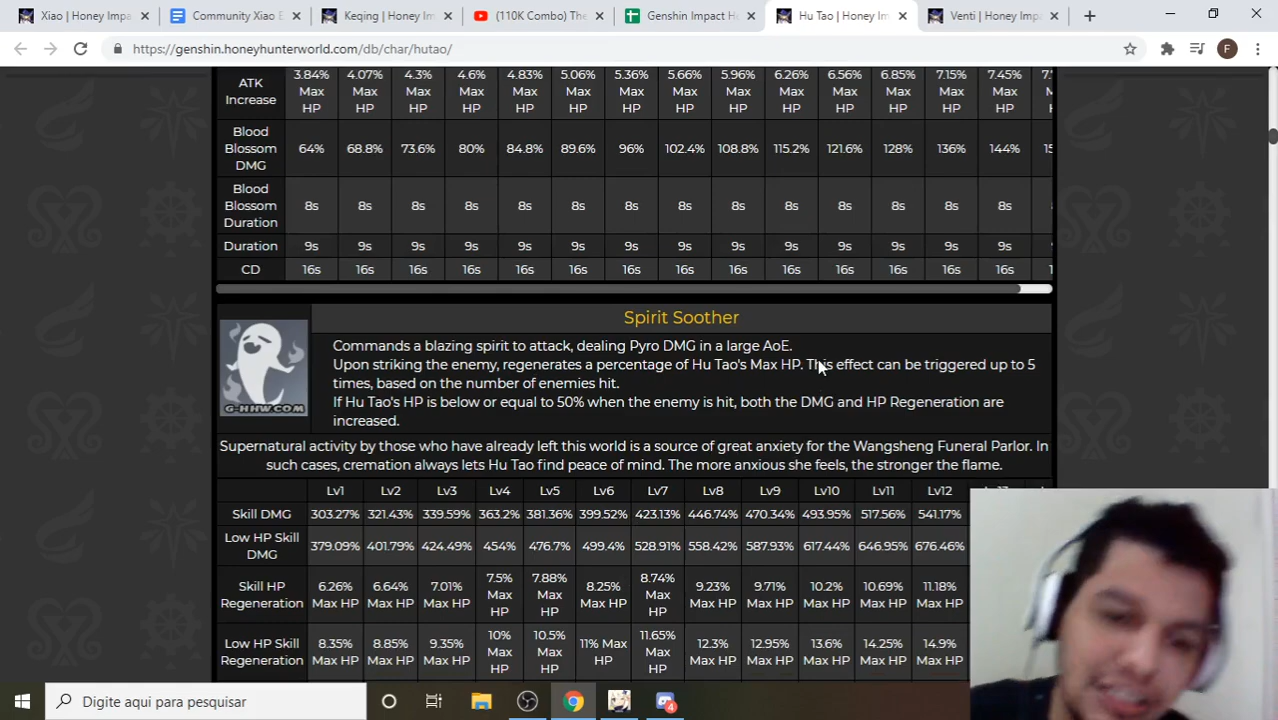 Xiao | Honey Impa
Community Xiao E
Keqing | Honey Im
(110K Combo) The
Genshin Impact H
Hu Tao | Honey Im
Venti | Honey Imp
https://genshin.honeyhunterworld.com/db/char/hutao/
F
ATK Increase 3.84% Max HP 4.07% Max HP 4.3% Max HP 4.6% Max HP 4.83% Max HP 5.06% Max HP 5.36% Max HP 5.66% Max HP 5.96% Max HP 6.26% Max HP 6.56% Max HP 6.85% Max HP 7.15% Max HP 7.45% Max HP
Blood Blossom DMG 64% 68.8% 73.6% 80% 84.8% 89.6% 96% 102.4% 108.8% 115.2% 121.6% 128% 136% 144%
Blood Blossom Duration 8s 8s 8s 8s 8s 8s 8s 8s 8s 8s 8s 8s 8s 8s
Duration 9s 9s 9s 9s 9s 9s 9s 9s 9s 9s 9s 9s 9s 9s
CD 16s 16s 16s 16s 16s 16s 16s 16s 16s 16s 16s 16s 16s 16s
Spirit Soother
Commands a blazing spirit to attack, dealing Pyro DMG in a large AoE.
Upon striking the enemy, regenerates a percentage of Hu Tao's Max HP. This effect can be triggered up to 5
times, based on the number of enemies hit.
If Hu Tao's HP is below or equal to 50% when the enemy is hit, both the DMG and HP Regeneration are
increased.
G-HHW.COM
Supernatural activity by those who have already left this world is a source of great anxiety for the Wangsheng Funeral Parlor. In
such cases, cremation always lets Hu Tao find peace of mind. The more anxious she feels, the stronger the flame.
Lv1 Lv2 Lv3 Lv4 Lv5 Lv6 Lv7 Lv8 Lv9 Lv10 Lv11 Lv12
Skill DMG 303.27% 321.43% 339.59% 363.2% 381.36% 399.52% 423.13% 446.74% 470.34% 493.95% 517.56% 541.17%
Low HP Skill DMG 379.09% 401.79% 424.49% 454% 476.7% 499.4% 528.91% 558.42% 587.93% 617.44% 646.95% 676.46%
Skill HP Regeneration 6.26% Max HP 6.64% Max HP 7.01% Max HP 7.5% Max HP 7.88% Max HP 8.25% Max HP 8.74% Max HP 9.23% Max HP 9.71% Max HP 10.2% Max HP 10.69% Max HP 11.18% Max HP
Low HP Skill Regeneration 8.35% Max HP 8.85% Max HP 9.35% Max HP 10% Max HP 10.5% Max HP 11% Max HP 11.65% Max HP 12.3% Max HP 12.95% Max HP 13.6% Max HP 14.25% Max HP 14.9% Max HP
Digite aqui para pesquisar
4